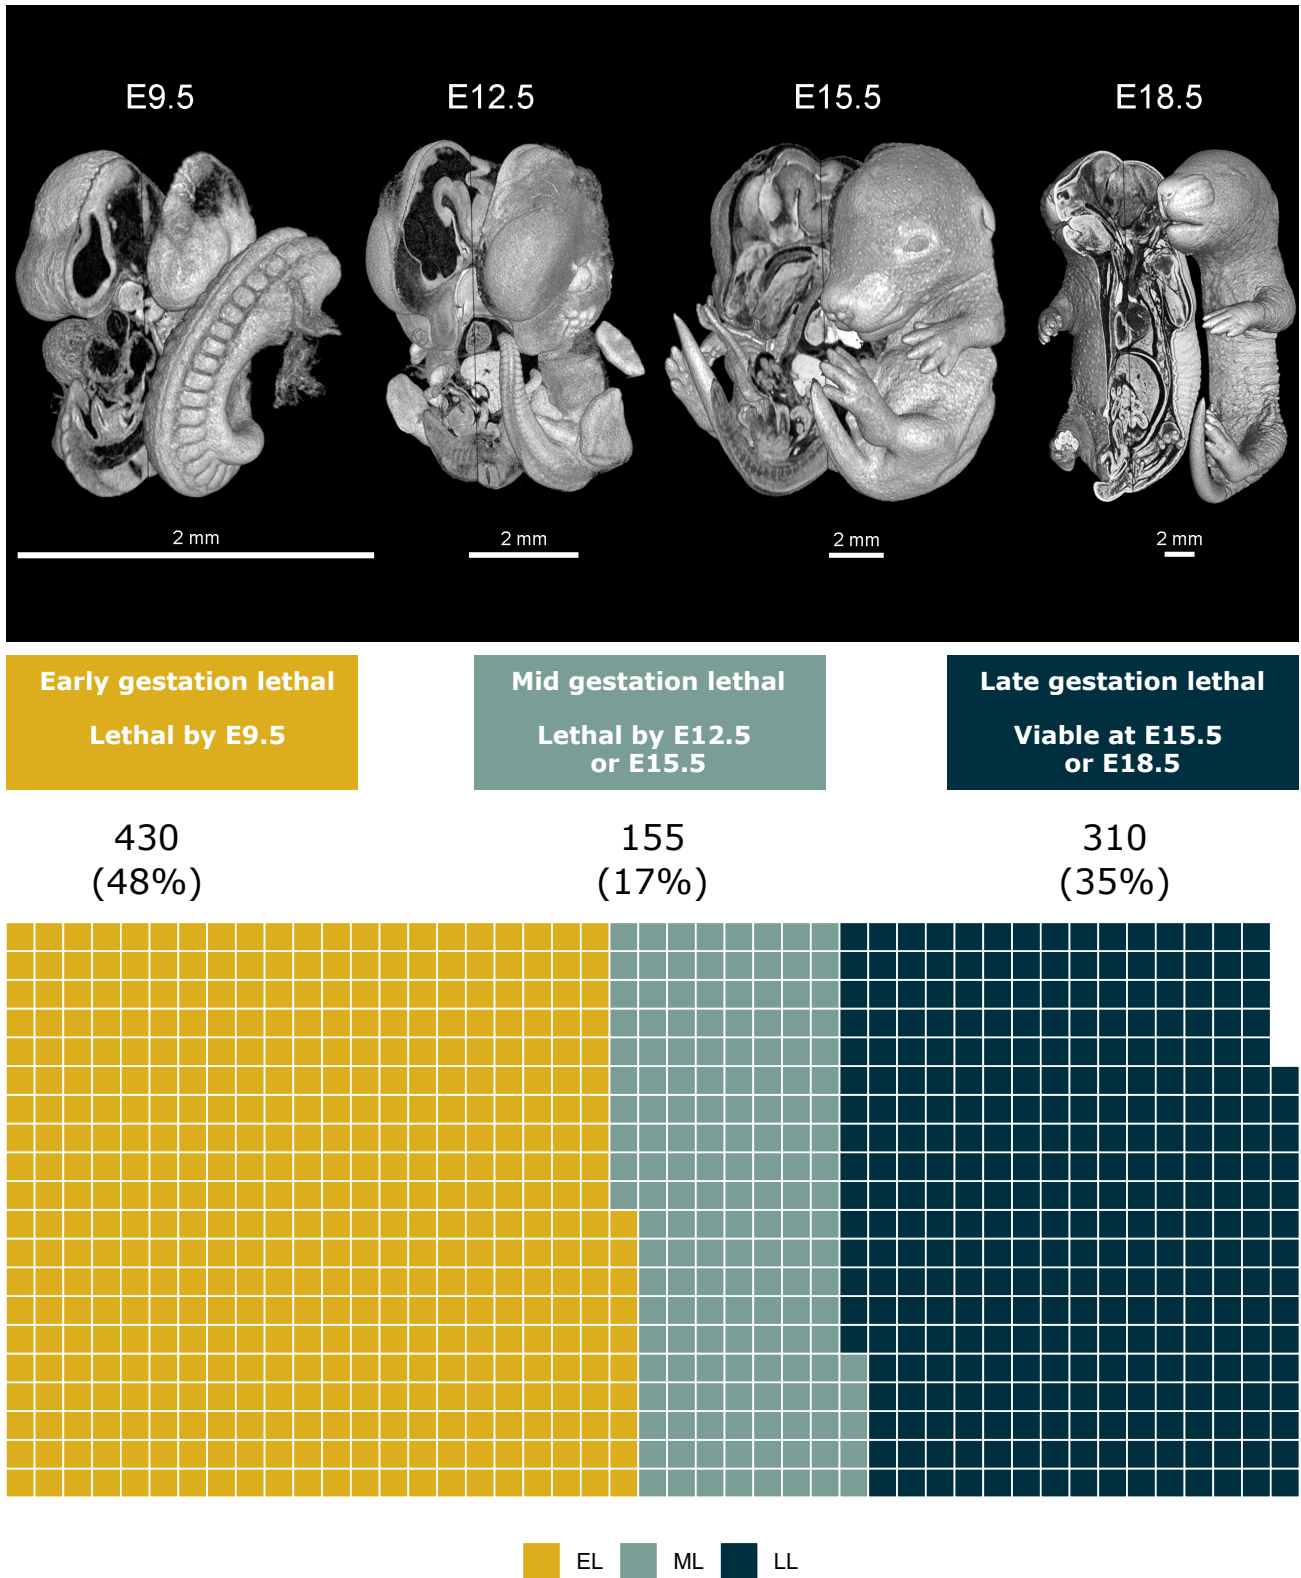 E9.5
E12.5
E15.5
E18.5
2 mm
2 mm
2 mm
2 mm
Early gestation lethal
Lethal by E9.5
Mid gestation lethal
Lethal by E12.5
or E15.5
Late gestation lethal
Viable at E15.5
or E18.5
430
(48%)
155
(17%)
310
(35%)
EL
ML
LL